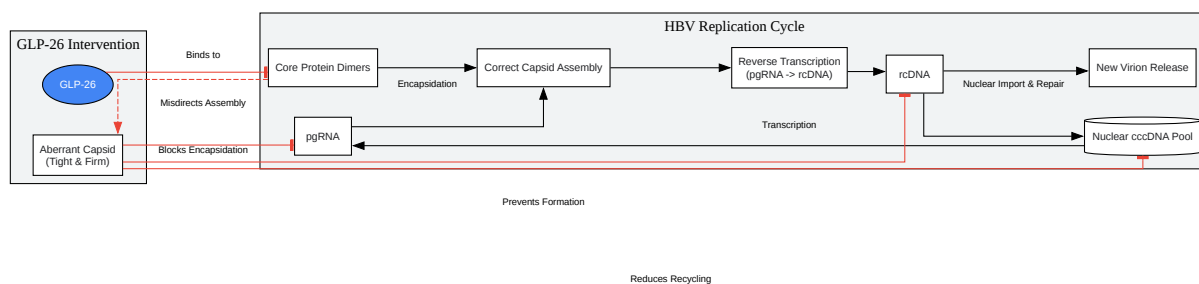 HBV Replication Cycle
GLP-26 Intervention
Binds to
GLP-26
Core Protein Dimers
Correct Capsid Assembly
Reverse Transcription
(pgRNA -> rcDNA)
rcDNA
New Virion Release
Encapsidation
Nuclear Import & Repair
Misdirects Assembly
Transcription
pgRNA
Nuclear cccDNA Pool
Aberrant Capsid
(Tight & Firm)
Blocks Encapsidation
Prevents Formation
Reduces Recycling